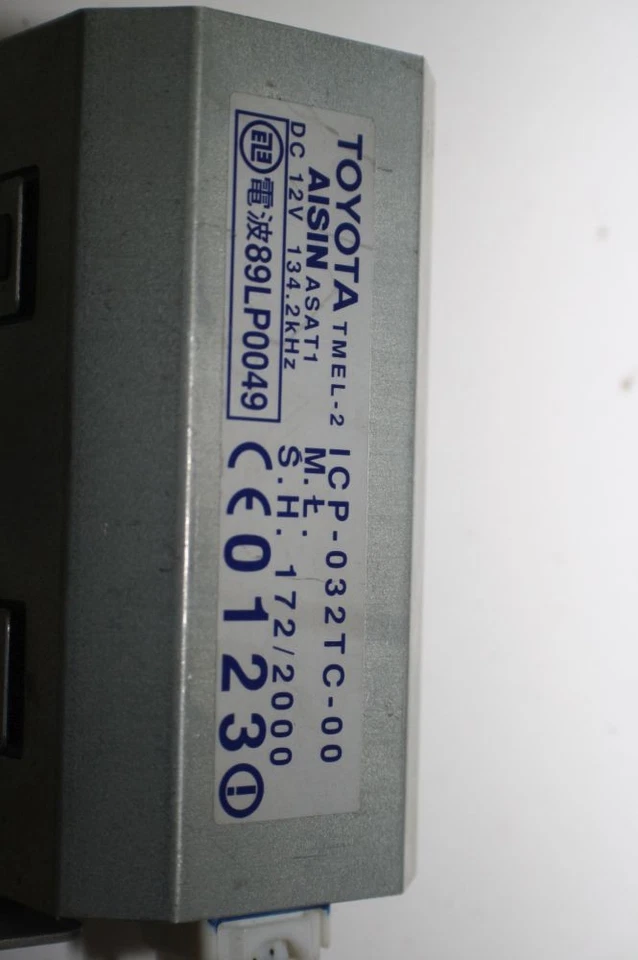 TOYOTA TMEL-2 ICP-032TC-00
AISIN ASAT1 M.Ł.
DC 12V 134.2kHz Ś.H. 172/2000
電波89LP0049 CE0123